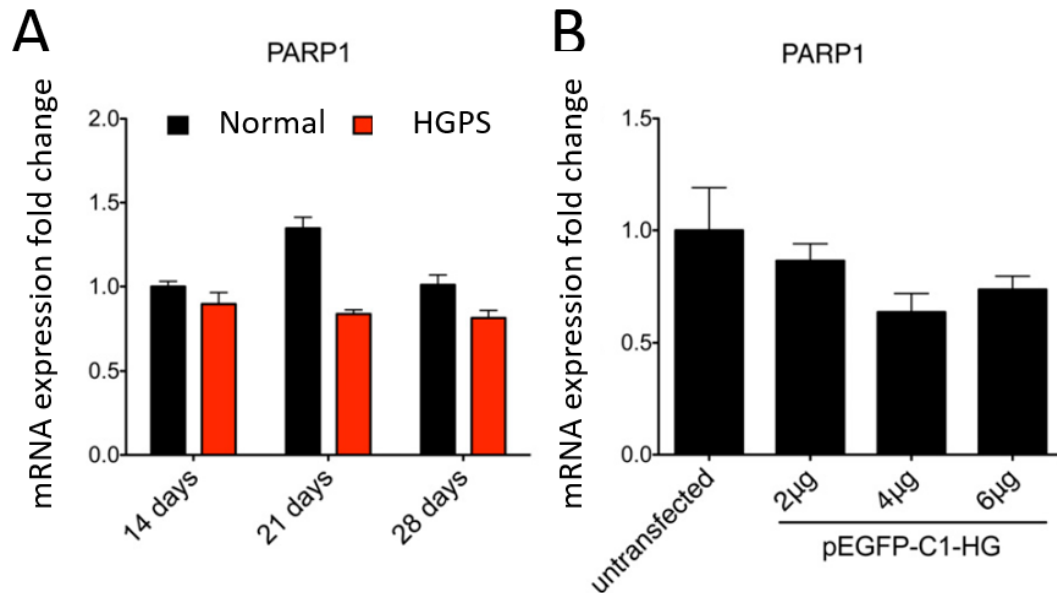 A
PARP1
mRNA expression fold change
2.0
1.5
1.0
0.5
0.0
Normal
HGPS
14 days
21 days
28 days
B
PARP1
mRNA expression fold change
1.5
1.0
0.5
0.0
untransfected
2µg
4µg
6µg
pEGFP-C1-HG